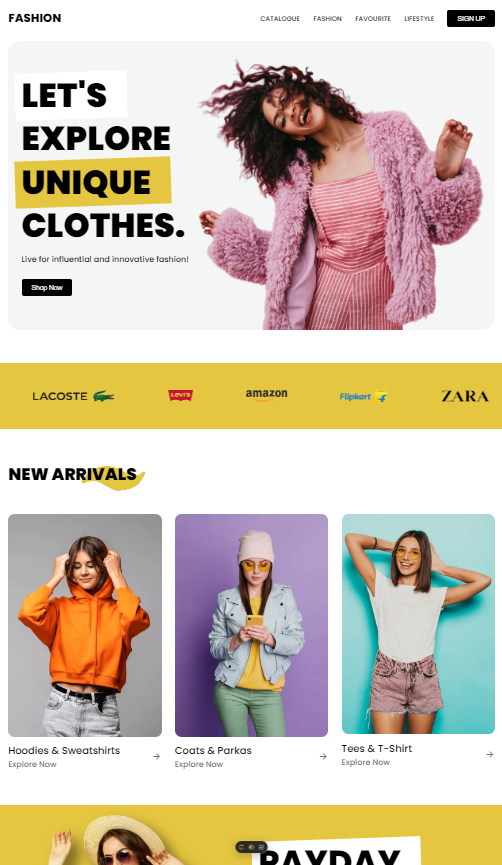 FASHION
CATALOGUE FASHION FAVOURITE LIFESTYLE SIGN UP
LET'S
EXPLORE
UNIQUE
CLOTHES.
Live for influential and innovative fashion!
Shop Now
LACOSTE Levi's amazon Flipkart ZARA
NEW ARRIVALS
Hoodies & Sweatshirts
Explore Now
Coats & Parkas
Explore Now
Tees & T-Shirt
Explore Now
PAYDAY